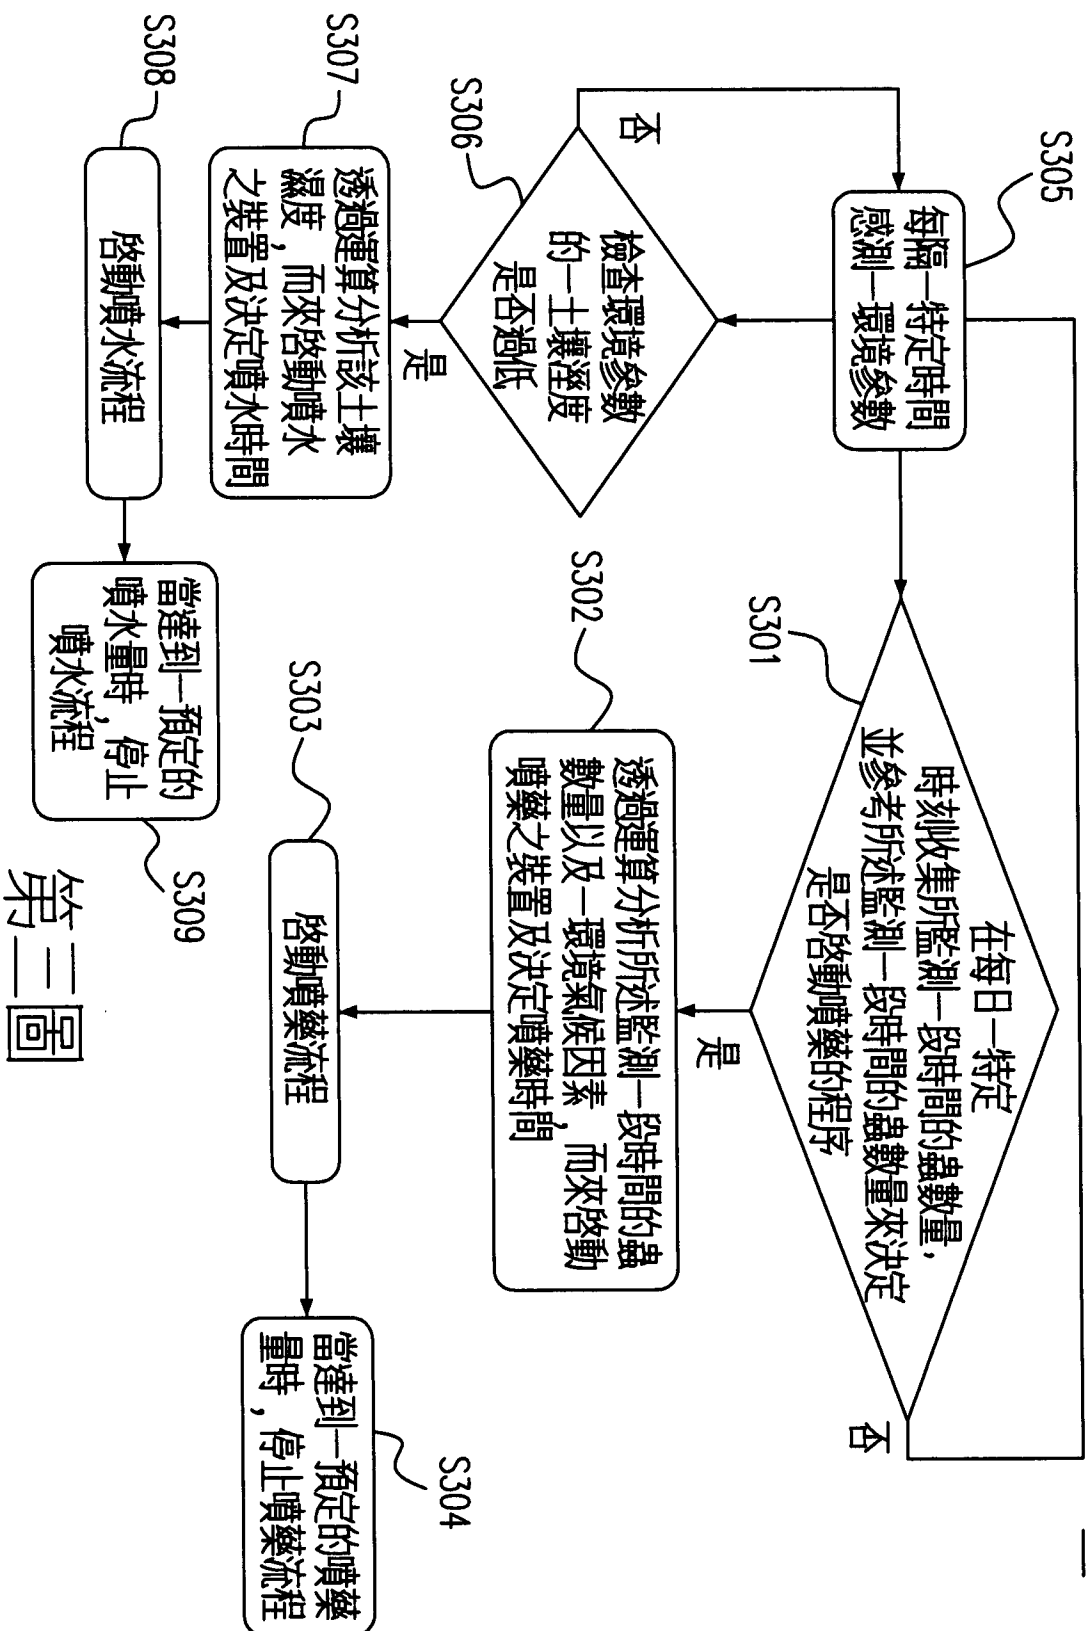 S305
每隔一特定時間
感測一環境參數
S301
在每日一特定
時刻收集所監測一段時間的蟲數量,
並參考所述監測一段時間的蟲數量來決定
是否啟動噴藥的程序
否
是
S302
透過運算分析所述監測一段時間的蟲
數量以及一環境氣候因素,而來啟動
噴藥之裝置及決定噴藥時間
S303
啟動噴藥流程
S304
當達到一預定的噴藥
量時,停止噴藥流程
S306
檢查環境參數
的一土壤溼度
是否過低
否
是
S307
透過運算分析該土壤
濕度,而來啟動噴水
之裝置及決定噴水時間
S308
啟動噴水流程
S309
當達到一預定的
噴水量時,停止
噴水流程
第三圖